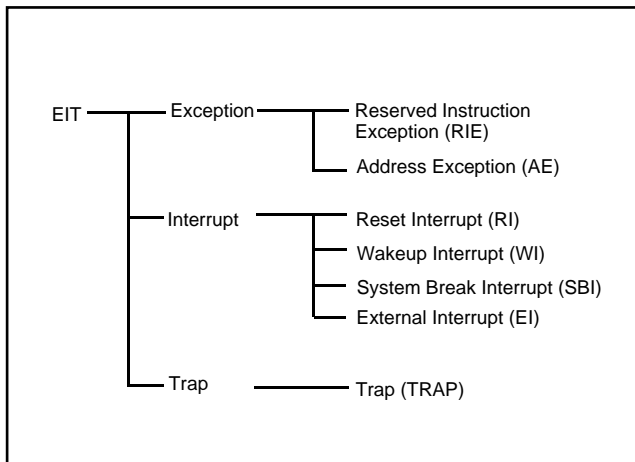 EIT
Exception
Reserved Instruction
Exception (RIE)
Address Exception (AE)
Interrupt
Reset Interrupt (RI)
Wakeup Interrupt (WI)
System Break Interrupt (SBI)
External Interrupt (EI)
Trap
Trap (TRAP)